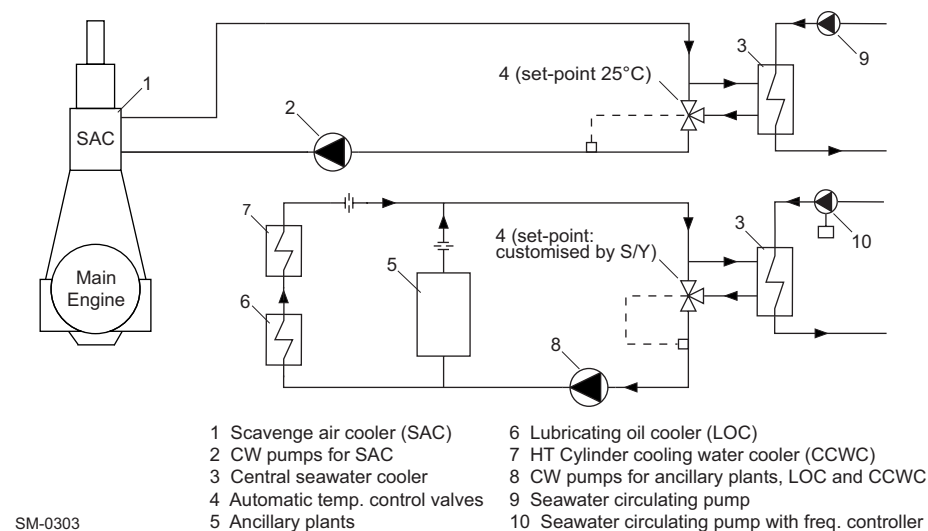 1
SAC
2
4 (set-point 25°C)
3
9
Main
Engine
7
6
5
4 (set-point:
customised by S/Y)
3
10
8
1 Scavenge air cooler (SAC)
2 CW pumps for SAC
3 Central seawater cooler
4 Automatic temp. control valves
5 Ancillary plants
6 Lubricating oil cooler (LOC)
7 HT Cylinder cooling water cooler (CCWC)
8 CW pumps for ancillary plants, LOC and CCWC
9 Seawater circulating pump
10 Seawater circulating pump with freq. controller
SM-0303